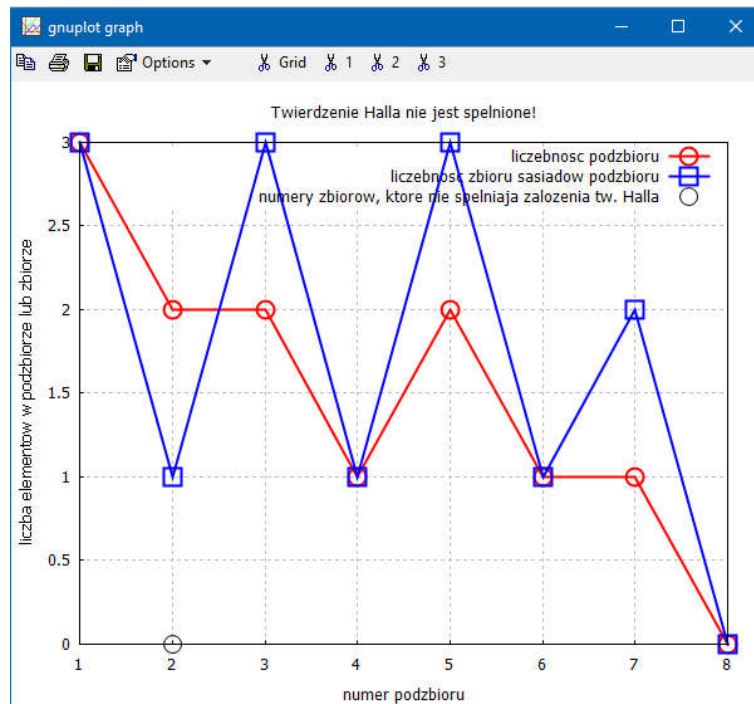 gnuplot graph
Options Grid 1 2 3
Twierdzenie Halla nie jest spelnione!
liczebnosc podzbioru
liczebnosc zbioru sasiadow podzbioru
numery zbiorow, ktore nie spelniaja zalozenia tw. Halla
liczba elementow w podzbiorze lub zbiorze
3
2.5
2
1.5
1
0.5
0
1 2 3 4 5 6 7 8
numer podzbioru